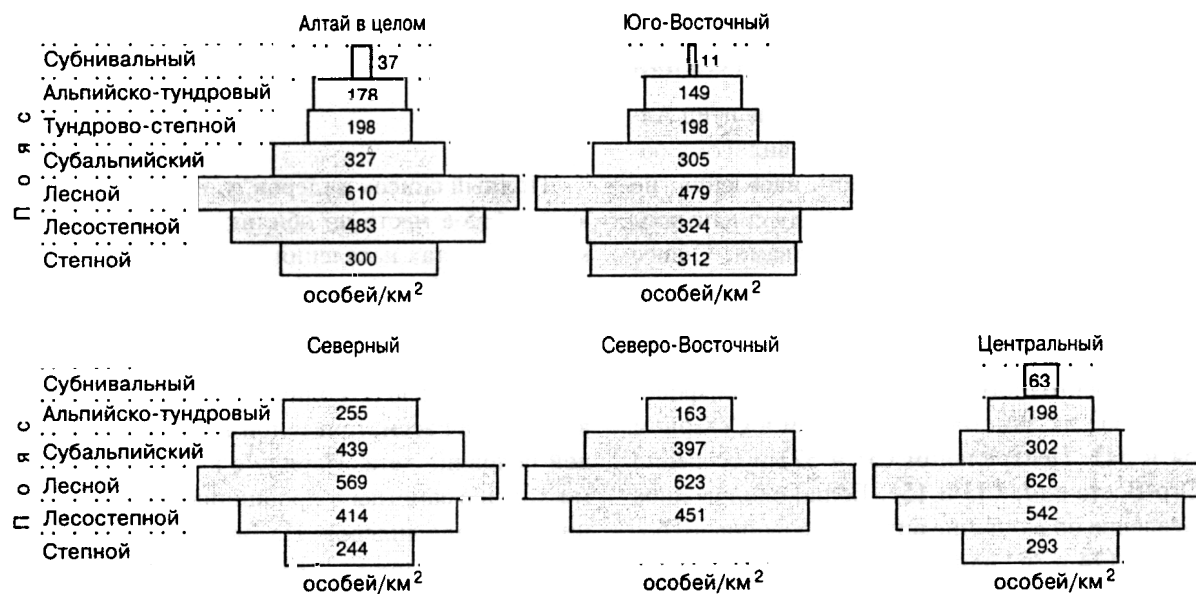 Алтай в целом Юго-Восточный
Субнивальный 37 11
Альпийско-тундровый 178 149
Тундрово-степной 198 198
Субальпийский 327 305
Лесной 610 479
Лесостепной 483 324
Степной 300 312
Пояс
особей/км² особей/км²
Северный Северо-Восточный Центральный
Субнивальный 63
Альпийско-тундровый 255 163 198
Субальпийский 439 397 302
Лесной 569 623 626
Лесостепной 414 451 542
Степной 244 293
Пояс
особей/км² особей/км² особей/км²